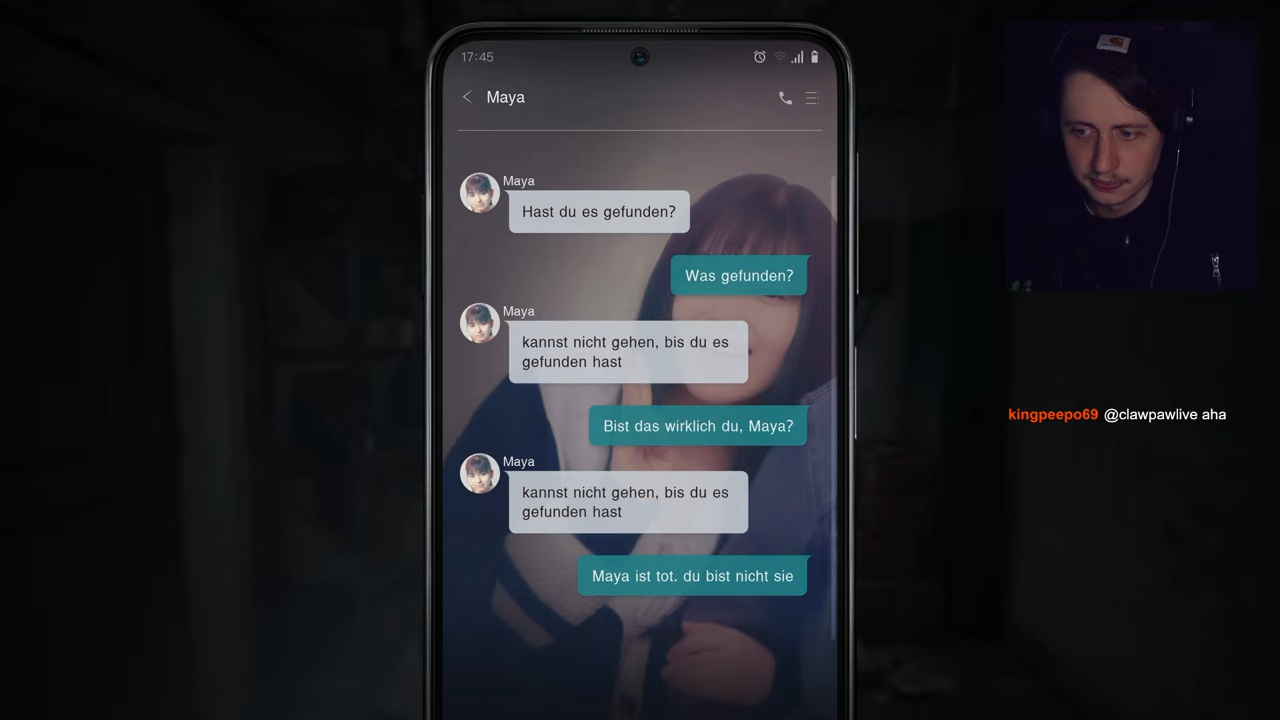 17:45
Maya
Maya
Hast du es gefunden?
Was gefunden?
Maya
kannst nicht gehen, bis du es
gefunden hast
Bist das wirklich du, Maya?
Maya
kannst nicht gehen, bis du es
gefunden hast
Maya ist tot. du bist nicht sie
kingpeepo69 @clawpawlive aha